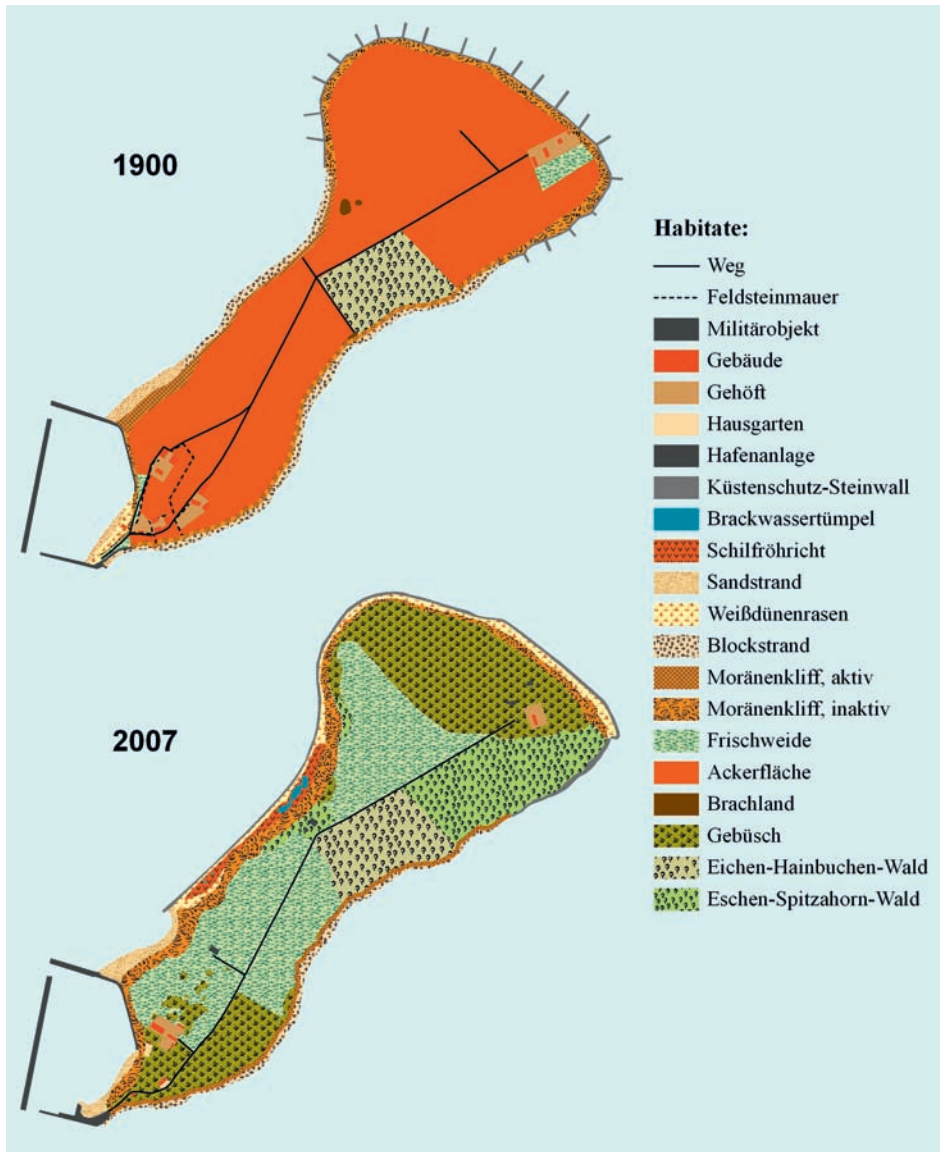 1900
Habitate:
Weg
Feldsteinmauer
Militärobjekt
Gebäude
Gehöft
Hausgarten
Hafenanlage
Küstenschutz-Steinwall
Brackwassertümpel
Schilfröhricht
Sandstrand
Weißdünenrasen
Blockstrand
Moränenkliff, aktiv
Moränenkliff, inaktiv
Frischweide
Ackerfläche
Brachland
Gebüsch
Eichen-Hainbuchen-Wald
Eschen-Spitzahorn-Wald
2007